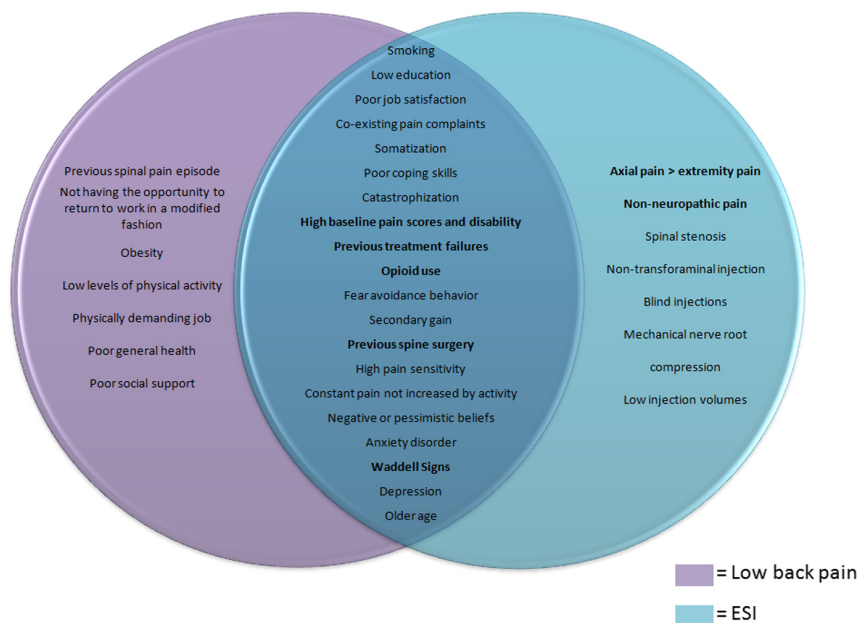 Previous spinal pain episode
Not having the opportunity to
return to work in a modified
fashion
Obesity
Low levels of physical activity
Physically demanding job
Poor general health
Poor social support
Smoking
Low education
Poor job satisfaction
Co-existing pain complaints
Somatization
Poor coping skills
Catastrophization
High baseline pain scores and disability
Previous treatment failures
Opioid use
Fear avoidance behavior
Secondary gain
Previous spine surgery
High pain sensitivity
Constant pain not increased by activity
Negative or pessimistic beliefs
Anxiety disorder
Waddell Signs
Depression
Older age
Axial pain > extremity pain
Non-neuropathic pain
Spinal stenosis
Non-transforaminal injection
Blind injections
Mechanical nerve root
compression
Low injection volumes
= Low back pain
= ESI